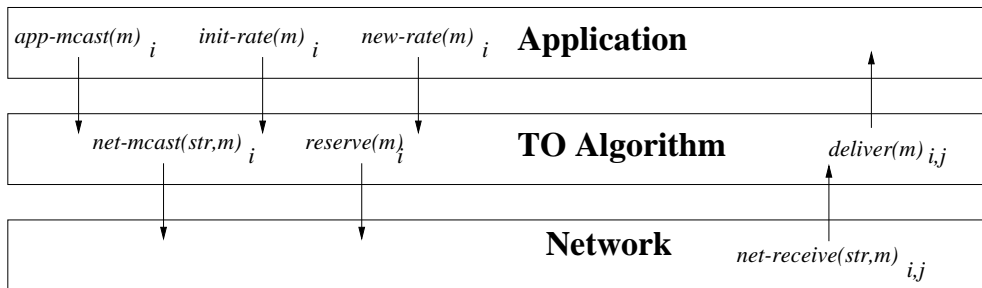 app-mcast(m) i init-rate(m) i new-rate(m) i Application
net-mcast(str,m) i reserve(m) i TO Algorithm deliver(m) i,j
Network
net-receive(str,m) i,j